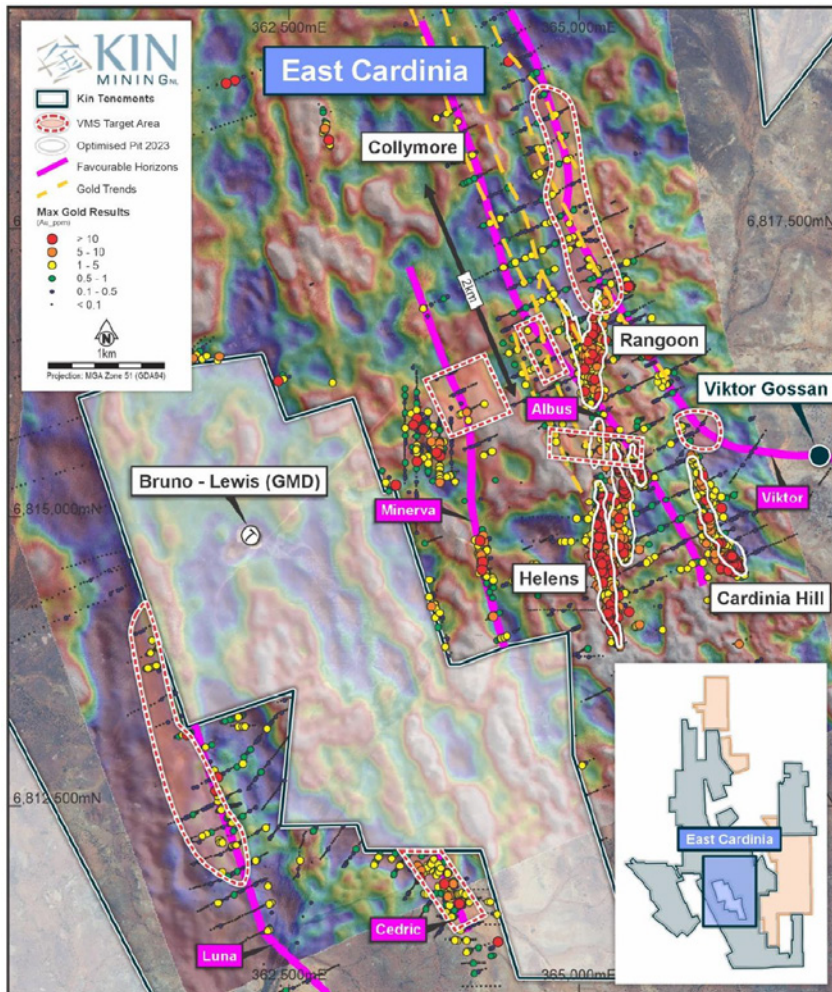 362,500mE
365,000mE
KIN
MINING NL
Kin Tenements
VMS Target Area
Optimised Pit 2023
Favourable Horizons
Gold Trends
Max Gold Results
(Au_ppm)
> 10
5 - 10
1 - 5
0.5 - 1
0.1 - 0.5
< 0.1
N
1km
Projection: MGA Zone 51 (GDA94)
East Cardinia
Collymore
6,817,500mN
2km
Rangoon
Viktor Gossan
Albus
Bruno - Lewis (GMD)
Minerva
Viktor
6,815,000mN
Helens
Cardinia Hill
6,812,500mN
East Cardinia
Cedric
Luna
362,500mE
365,000mE